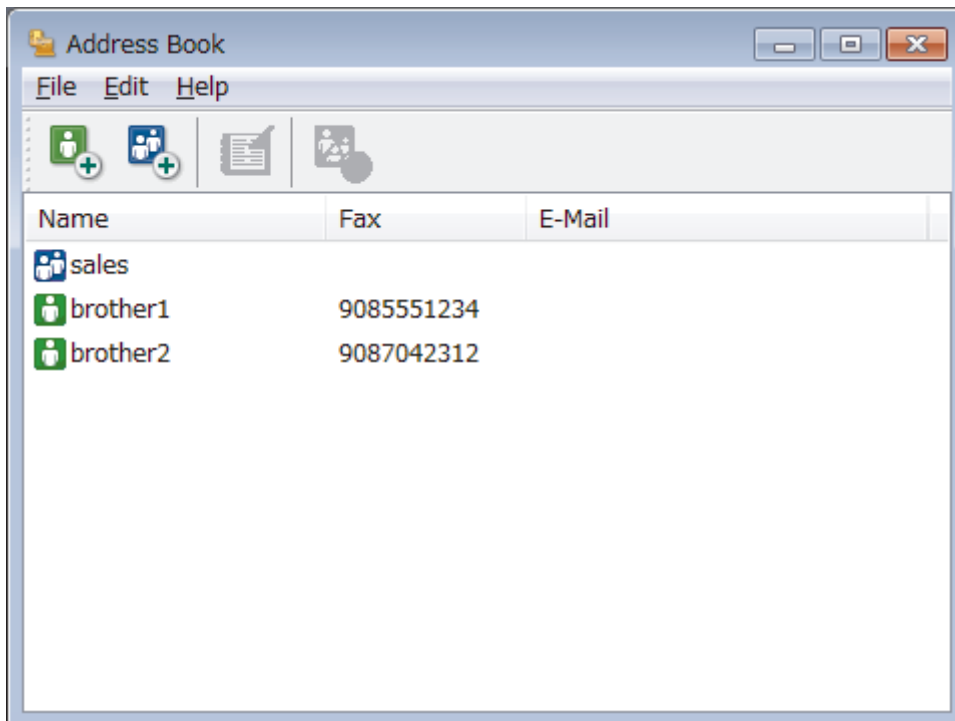 Address Book
File Edit Help
Name Fax E-Mail
sales
brother1 9085551234
brother2 9087042312